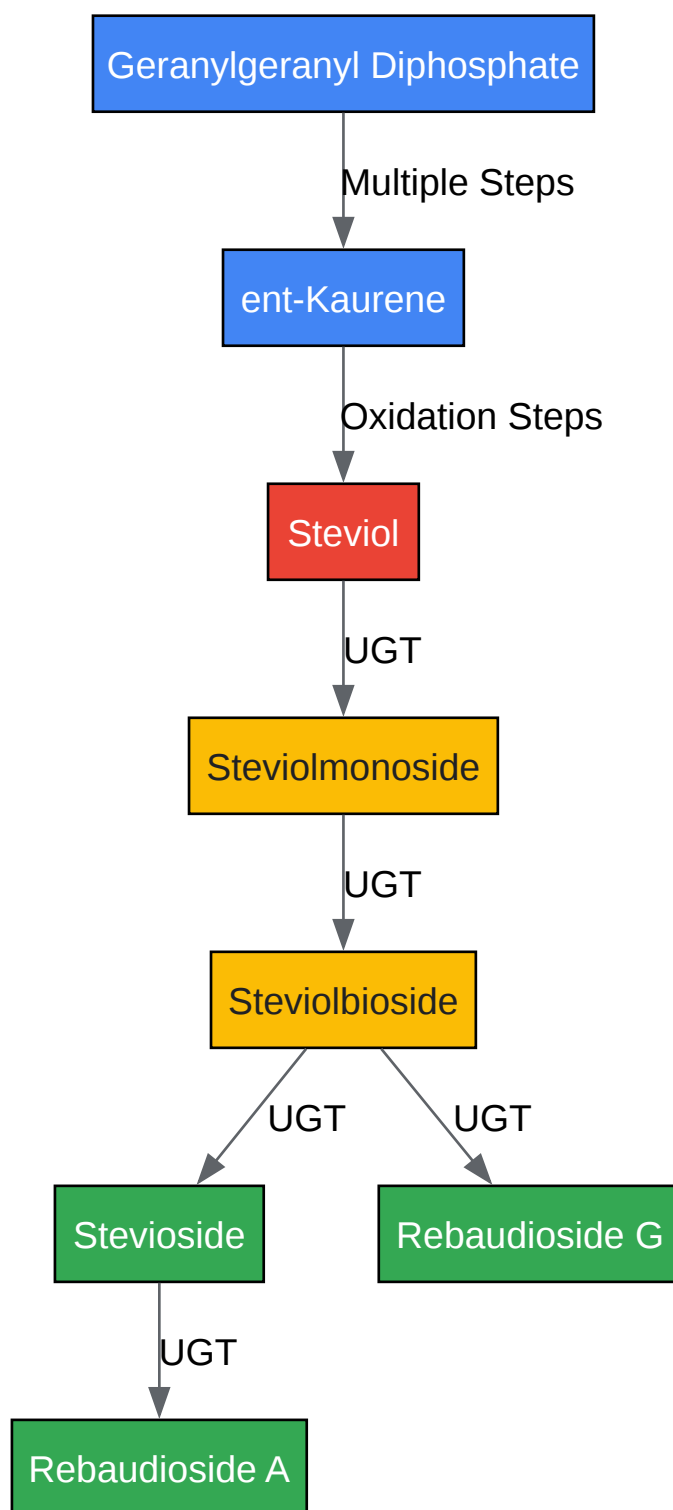 Geranylgeranyl Diphosphate
Multiple Steps
ent-Kaurene
Oxidation Steps
Steviol
UGT
Steviolmonoside
UGT
Steviolbioside
UGT
UGT
Stevioside
Rebaudioside G
UGT
Rebaudioside A